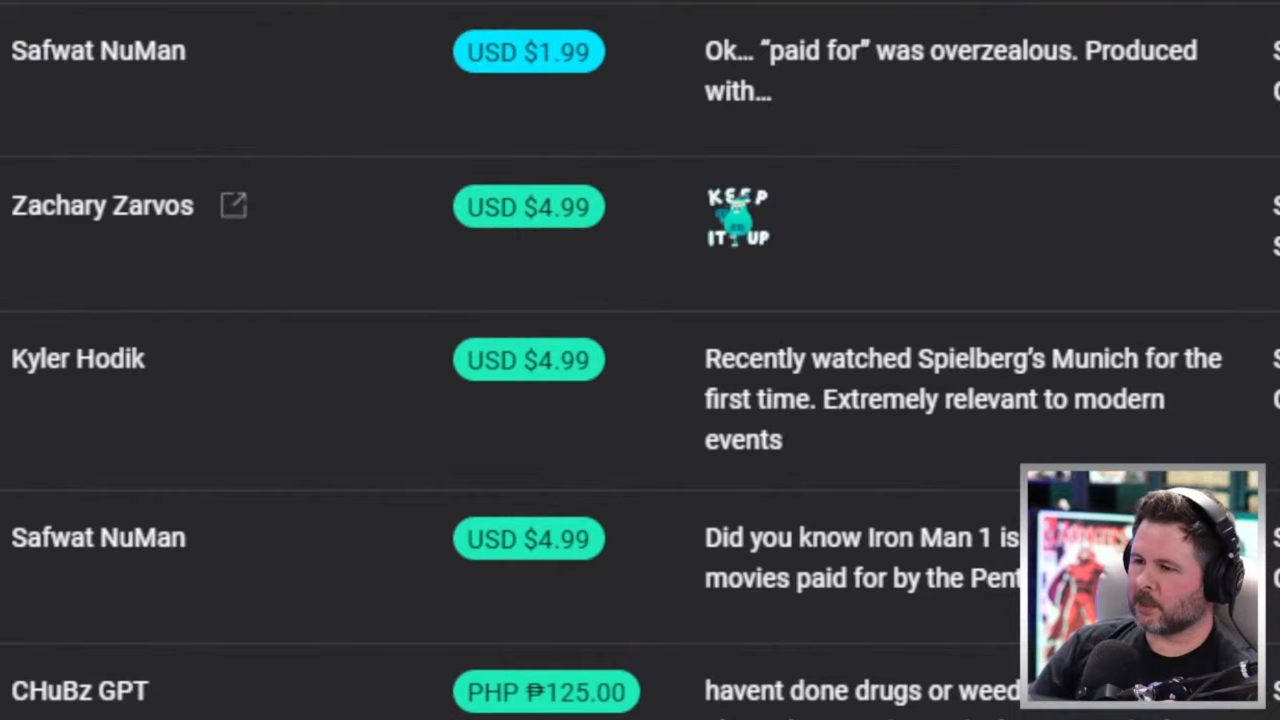 Safwat NuMan
USD $1.99
Ok… “paid for” was overzealous. Produced
with…
Zachary Zarvos
USD $4.99
KEEP
IT UP
Kyler Hodik
USD $4.99
Recently watched Spielberg’s Munich for the
first time. Extremely relevant to modern
events
Safwat NuMan
USD $4.99
Did you know Iron Man 1 is
movies paid for by the Pent
CHuBz GPT
PHP ₱125.00
havent done drugs or weed